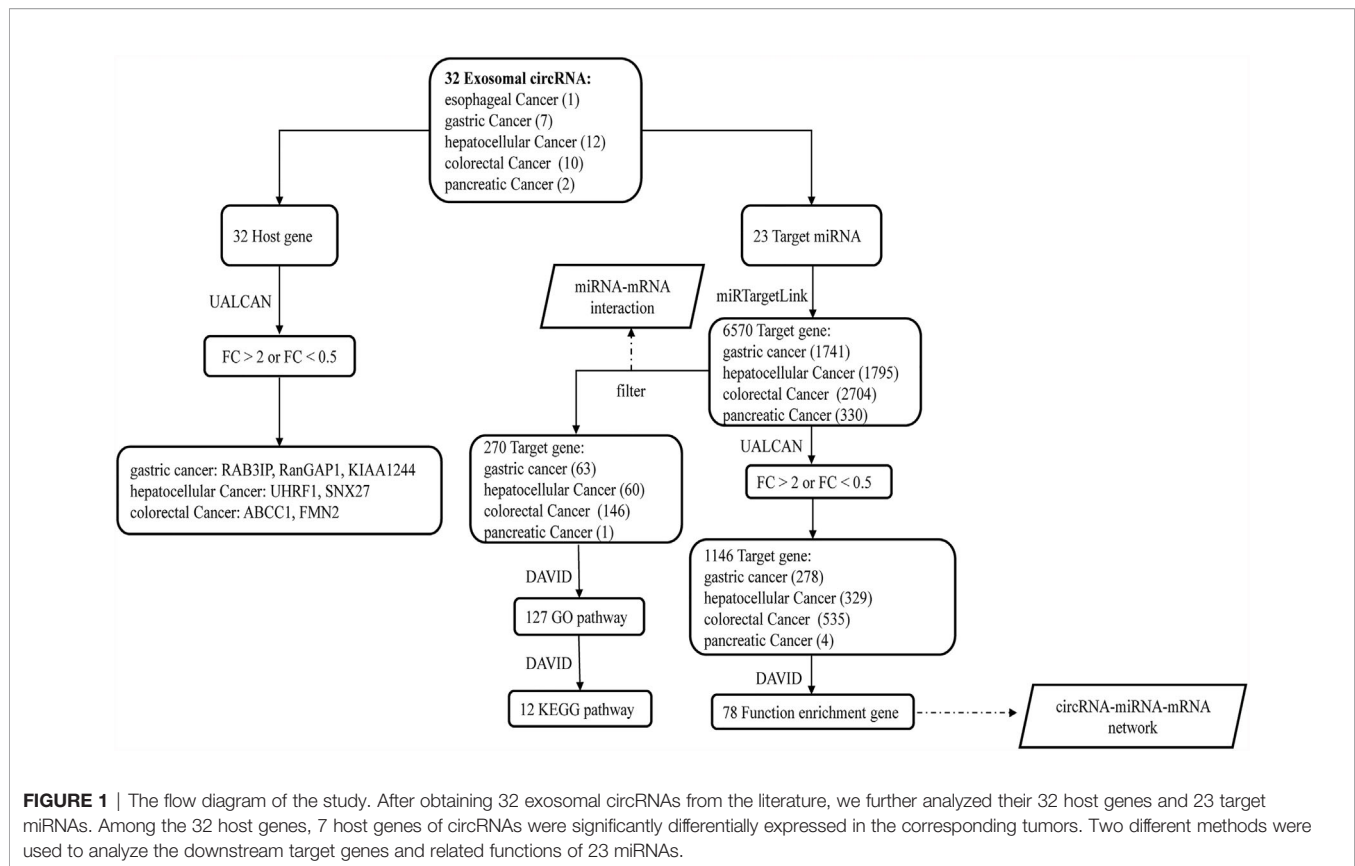 32 Exosomal circRNA:
esophageal Cancer (1)
gastric Cancer (7)
hepatocellular Cancer (12)
colorectal Cancer (10)
pancreatic Cancer (2)
32 Host gene
23 Target miRNA
UALCAN
miRNA-mRNA
interaction
miRTargetLink
FC > 2 or FC < 0.5
6570 Target gene:
gastric cancer (1741)
hepatocellular Cancer (1795)
colorectal Cancer (2704)
pancreatic Cancer (330)
filter
gastric cancer: RAB3IP, RanGAP1, KIAA1244
hepatocellular Cancer: UHRF1, SNX27
colorectal Cancer: ABCC1, FMN2
270 Target gene:
gastric cancer (63)
hepatocellular Cancer (60)
colorectal Cancer (146)
pancreatic Cancer (1)
UALCAN
FC > 2 or FC < 0.5
DAVID
127 GO pathway
1146 Target gene:
gastric cancer (278)
hepatocellular Cancer (329)
colorectal Cancer (535)
pancreatic Cancer (4)
DAVID
12 KEGG pathway
DAVID
78 Function enrichment gene
circRNA-miRNA-mRNA
network
FIGURE 1 | The flow diagram of the study. After obtaining 32 exosomal circRNAs from the literature, we further analyzed their 32 host genes and 23 target
miRNAs. Among the 32 host genes, 7 host genes of circRNAs were significantly differentially expressed in the corresponding tumors. Two different methods were
used to analyze the downstream target genes and related functions of 23 miRNAs.